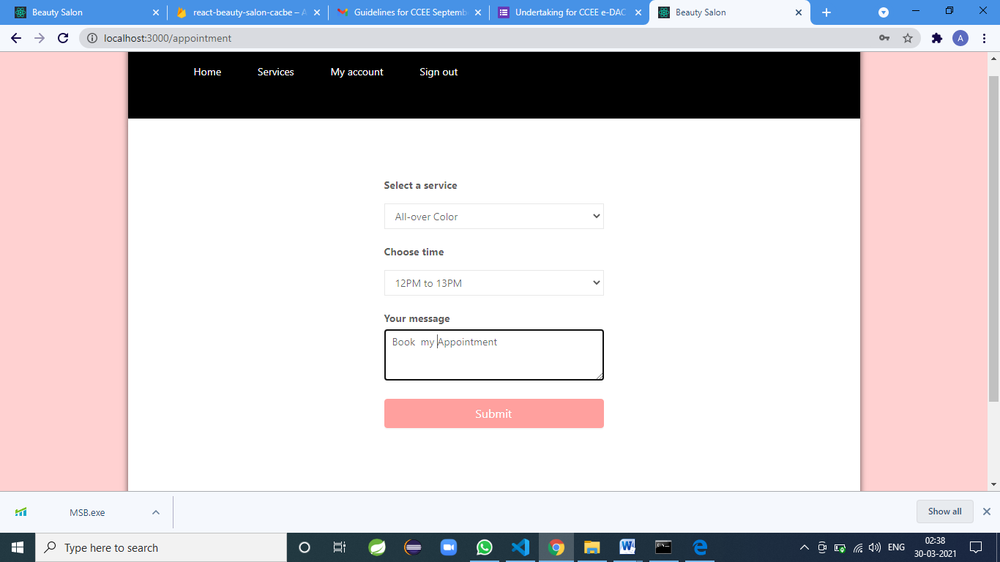 Beauty Salon
react-beauty-salon-cacbe – A
Guidelines for CCEE Septemb
Undertaking for CCEE e-DAC
Beauty Salon
localhost:3000/appointment
A
Home Services My account Sign out
Select a service
All-over Color
Choose time
12PM to 13PM
Your message
Book  my Appointment
Submit
MSB.exe
Show all
Type here to search
ENG
02:38
30-03-2021